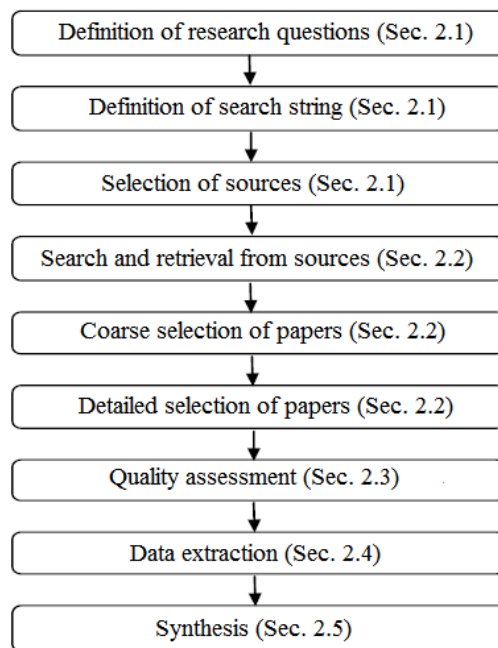 Definition of research questions (Sec. 2.1)
Definition of search string (Sec. 2.1)
Selection of sources (Sec. 2.1)
Search and retrieval from sources (Sec. 2.2)
Coarse selection of papers (Sec. 2.2)
Detailed selection of papers (Sec. 2.2)
Quality assessment (Sec. 2.3)
Data extraction (Sec. 2.4)
Synthesis (Sec. 2.5)